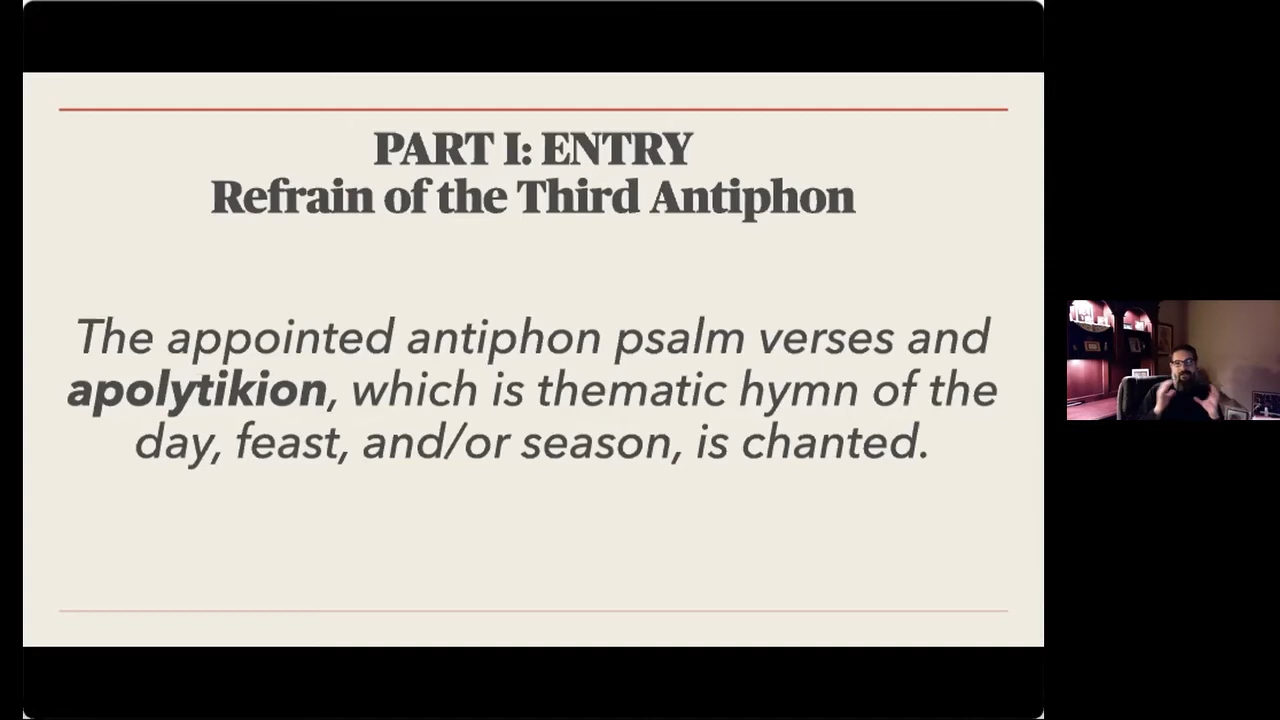 PART I: ENTRY
Refrain of the Third Antiphon
The appointed antiphon psalm verses and
apolytikion, which is thematic hymn of the
day, feast, and/or season, is chanted.